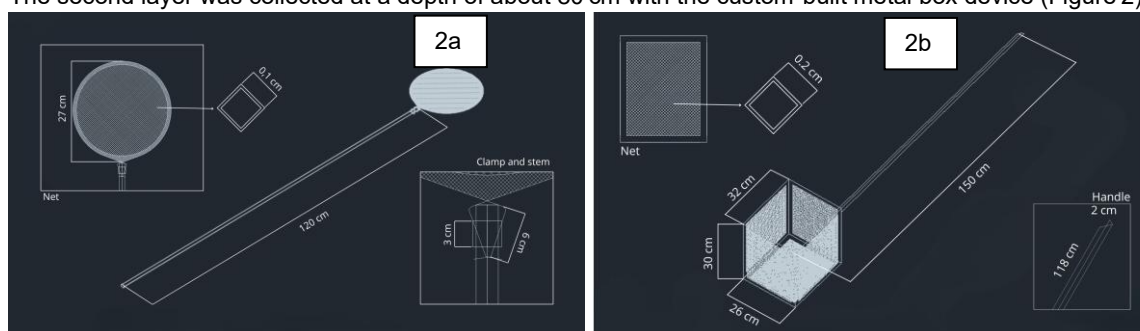 The second layer was collected at a depth of about 30 cm with the custom-built metal box device (Figure 2)
2a
27 cm
0,1 cm
Net
120 cm
Clamp and stem
3 cm
6 cm
2b
0,2 cm
Net
32 cm
30 cm
26 cm
150 cm
Handle
2 cm
118 cm